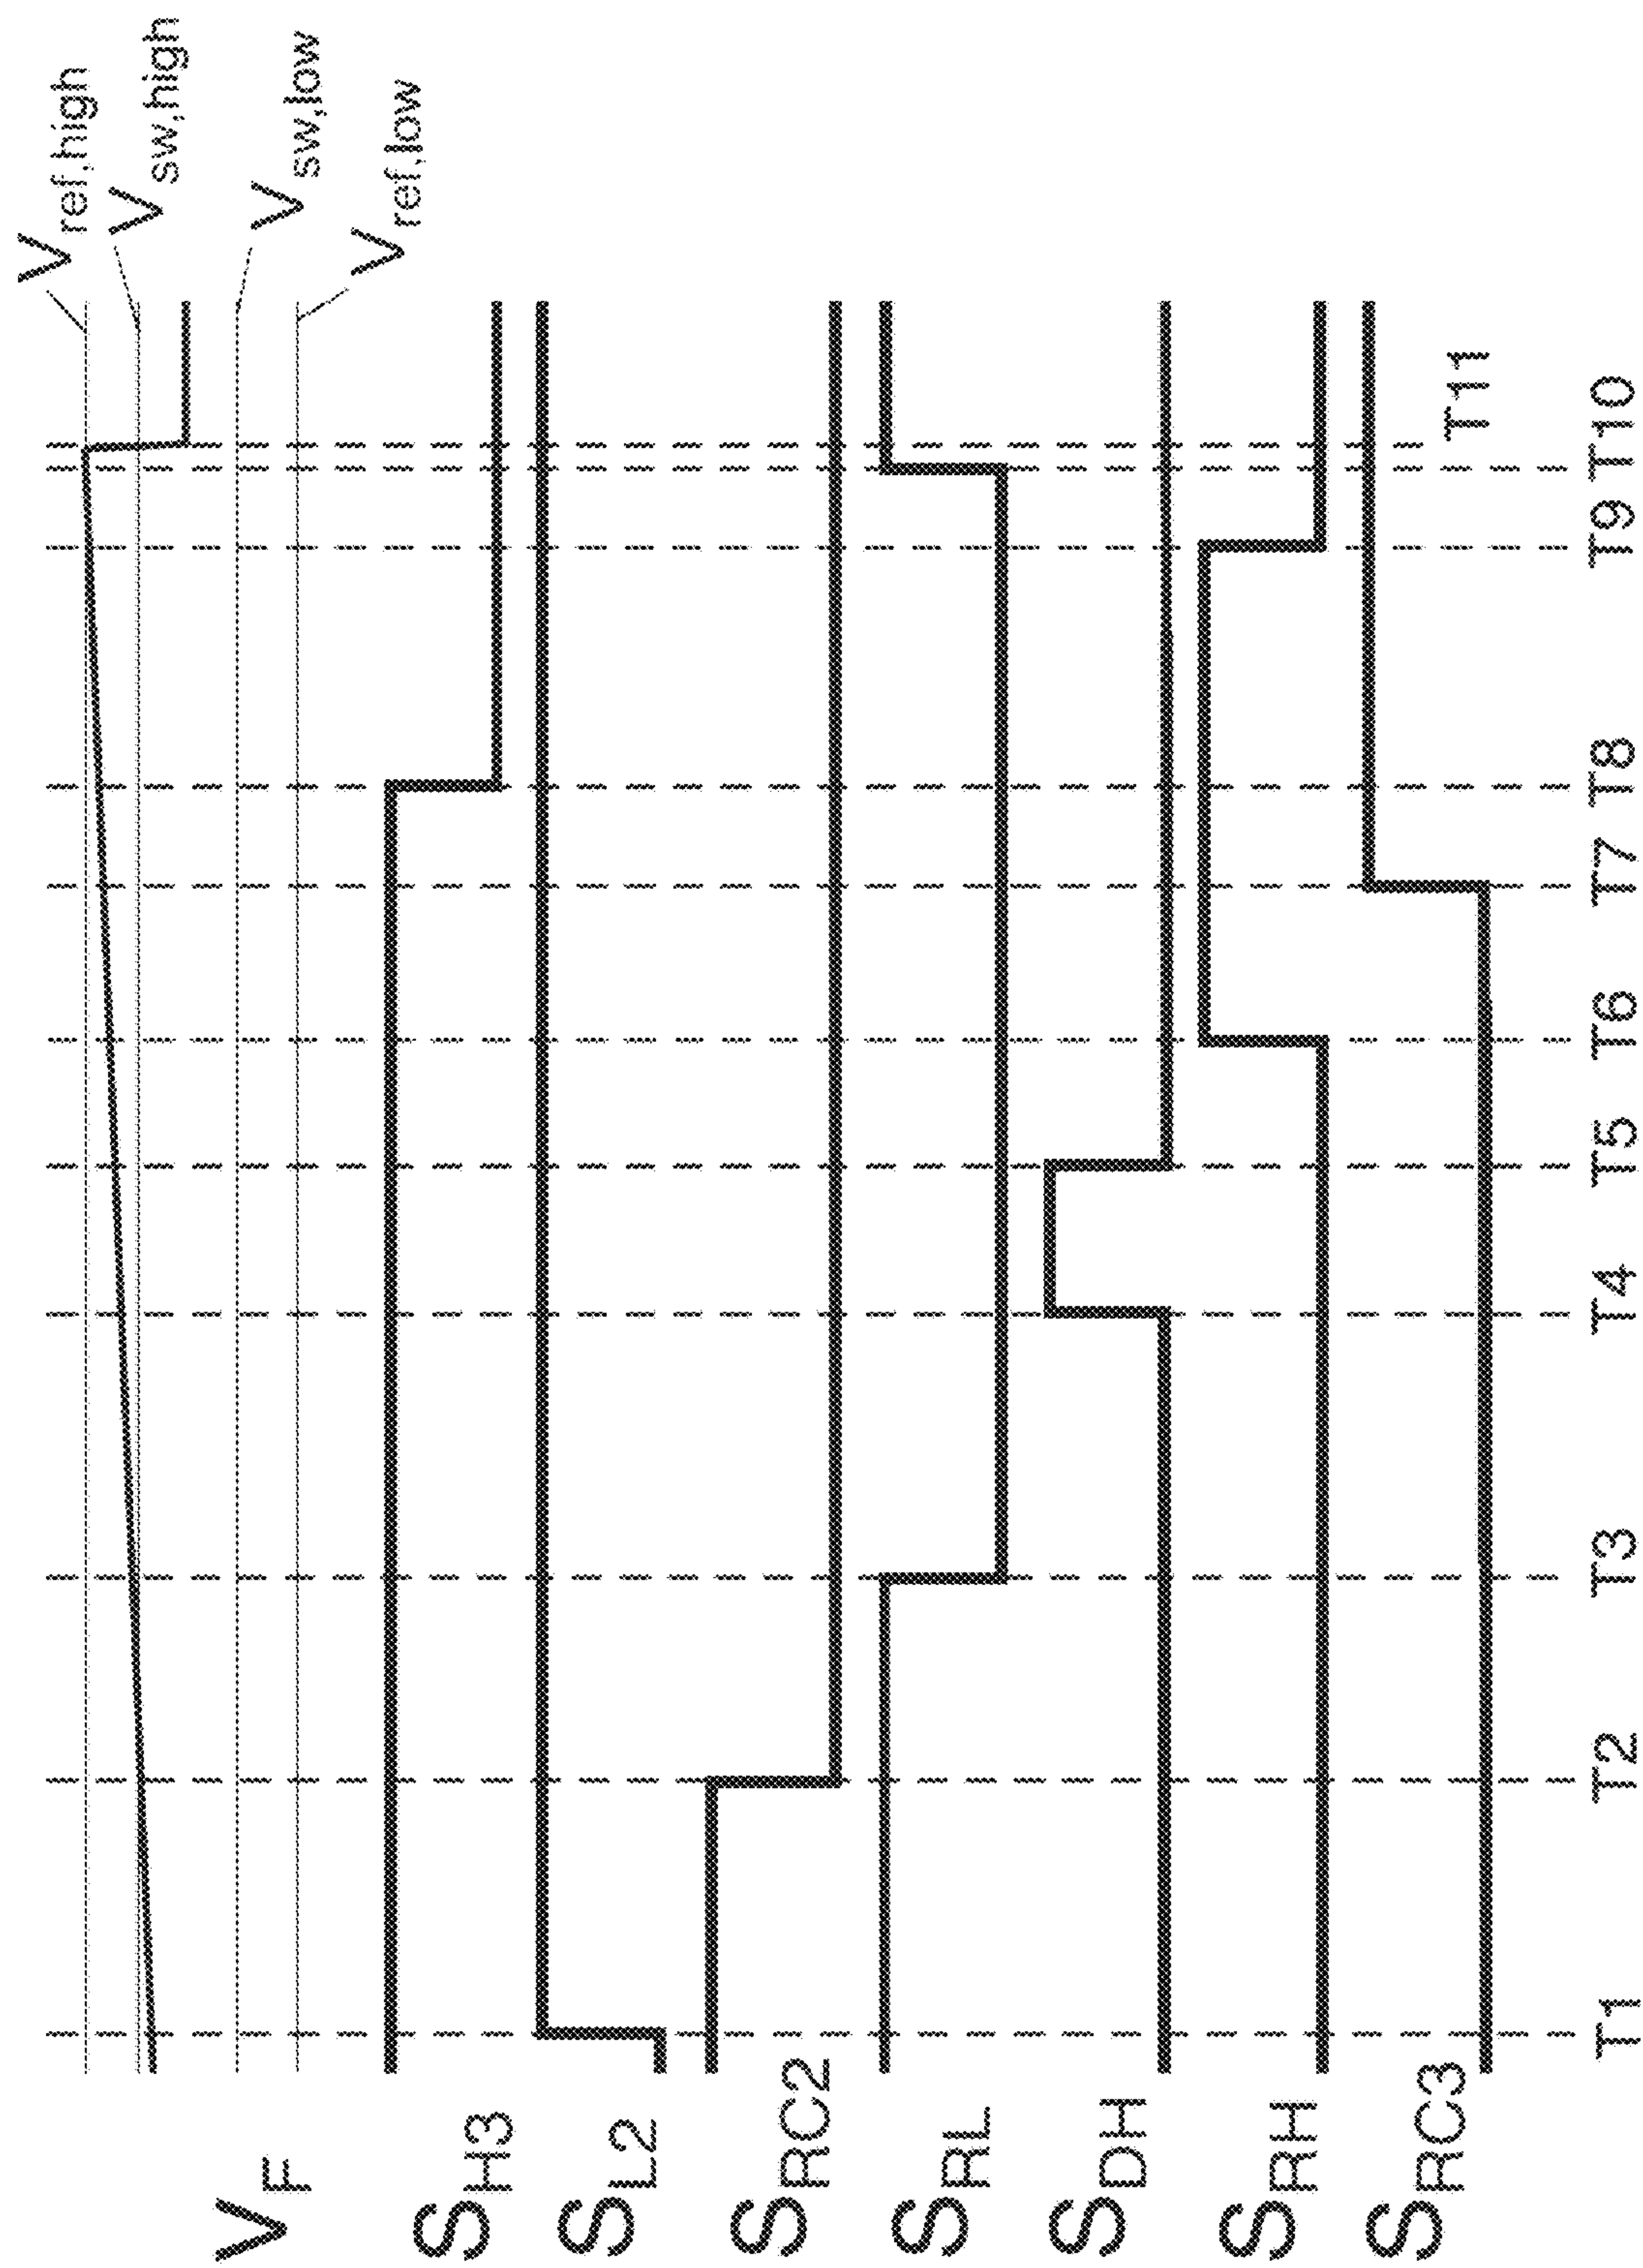 V_ref,high
V_sw,high
V_sw,low
V_ref,low
V_F
S_H3
S_L2
S_RC2
S_RL
S_DH
S_RH
S_RC3
T1 T2 T3 T4 T5 T6 T7 T8 T9 T10
T11